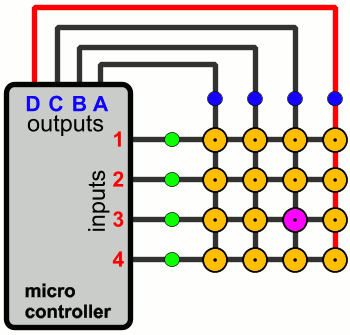 D C B A
outputs
1
2
inputs
3
4
micro
controller